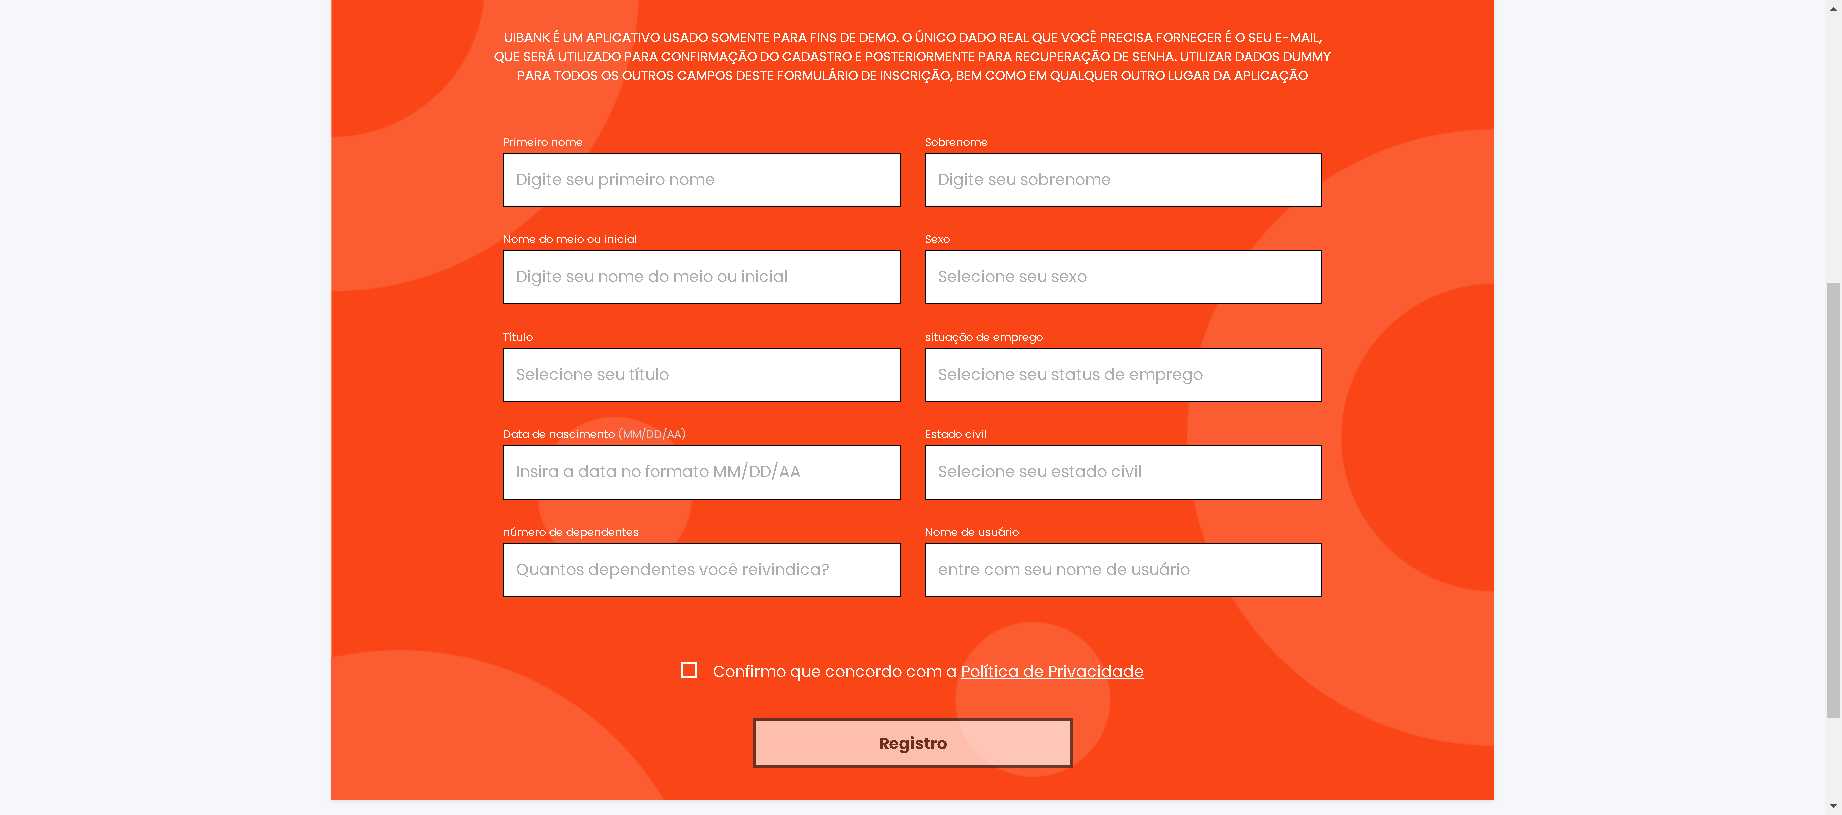 UIBANK É UM APLICATIVO USADO SOMENTE PARA FINS DE DEMO. O ÚNICO DADO REAL QUE VOCÊ PRECISA FORNECER É O SEU E-MAIL,
QUE SERÁ UTILIZADO PARA CONFIRMAÇÃO DO CADASTRO E POSTERIORMENTE PARA RECUPERAÇÃO DE SENHA. UTILIZAR DADOS DUMMY
PARA TODOS OS OUTROS CAMPOS DESTE FORMULÁRIO DE INSCRIÇÃO, BEM COMO EM QUALQUER OUTRO LUGAR DA APLICAÇÃO
Primeiro nome
Digite seu primeiro nome
Sobrenome
Digite seu sobrenome
Nome do meio ou inicial
Digite seu nome do meio ou inicial
Sexo
Selecione seu sexo
Título
Selecione seu título
situação de emprego
Selecione seu status de emprego
Data de nascimento (MM/DD/AA)
Insira a data no formato MM/DD/AA
Estado civil
Selecione seu estado civil
número de dependentes
Quantos dependentes você reivindica?
Nome de usuário
entre com seu nome de usuário
Confirmo que concordo com a Política de Privacidade
Registro